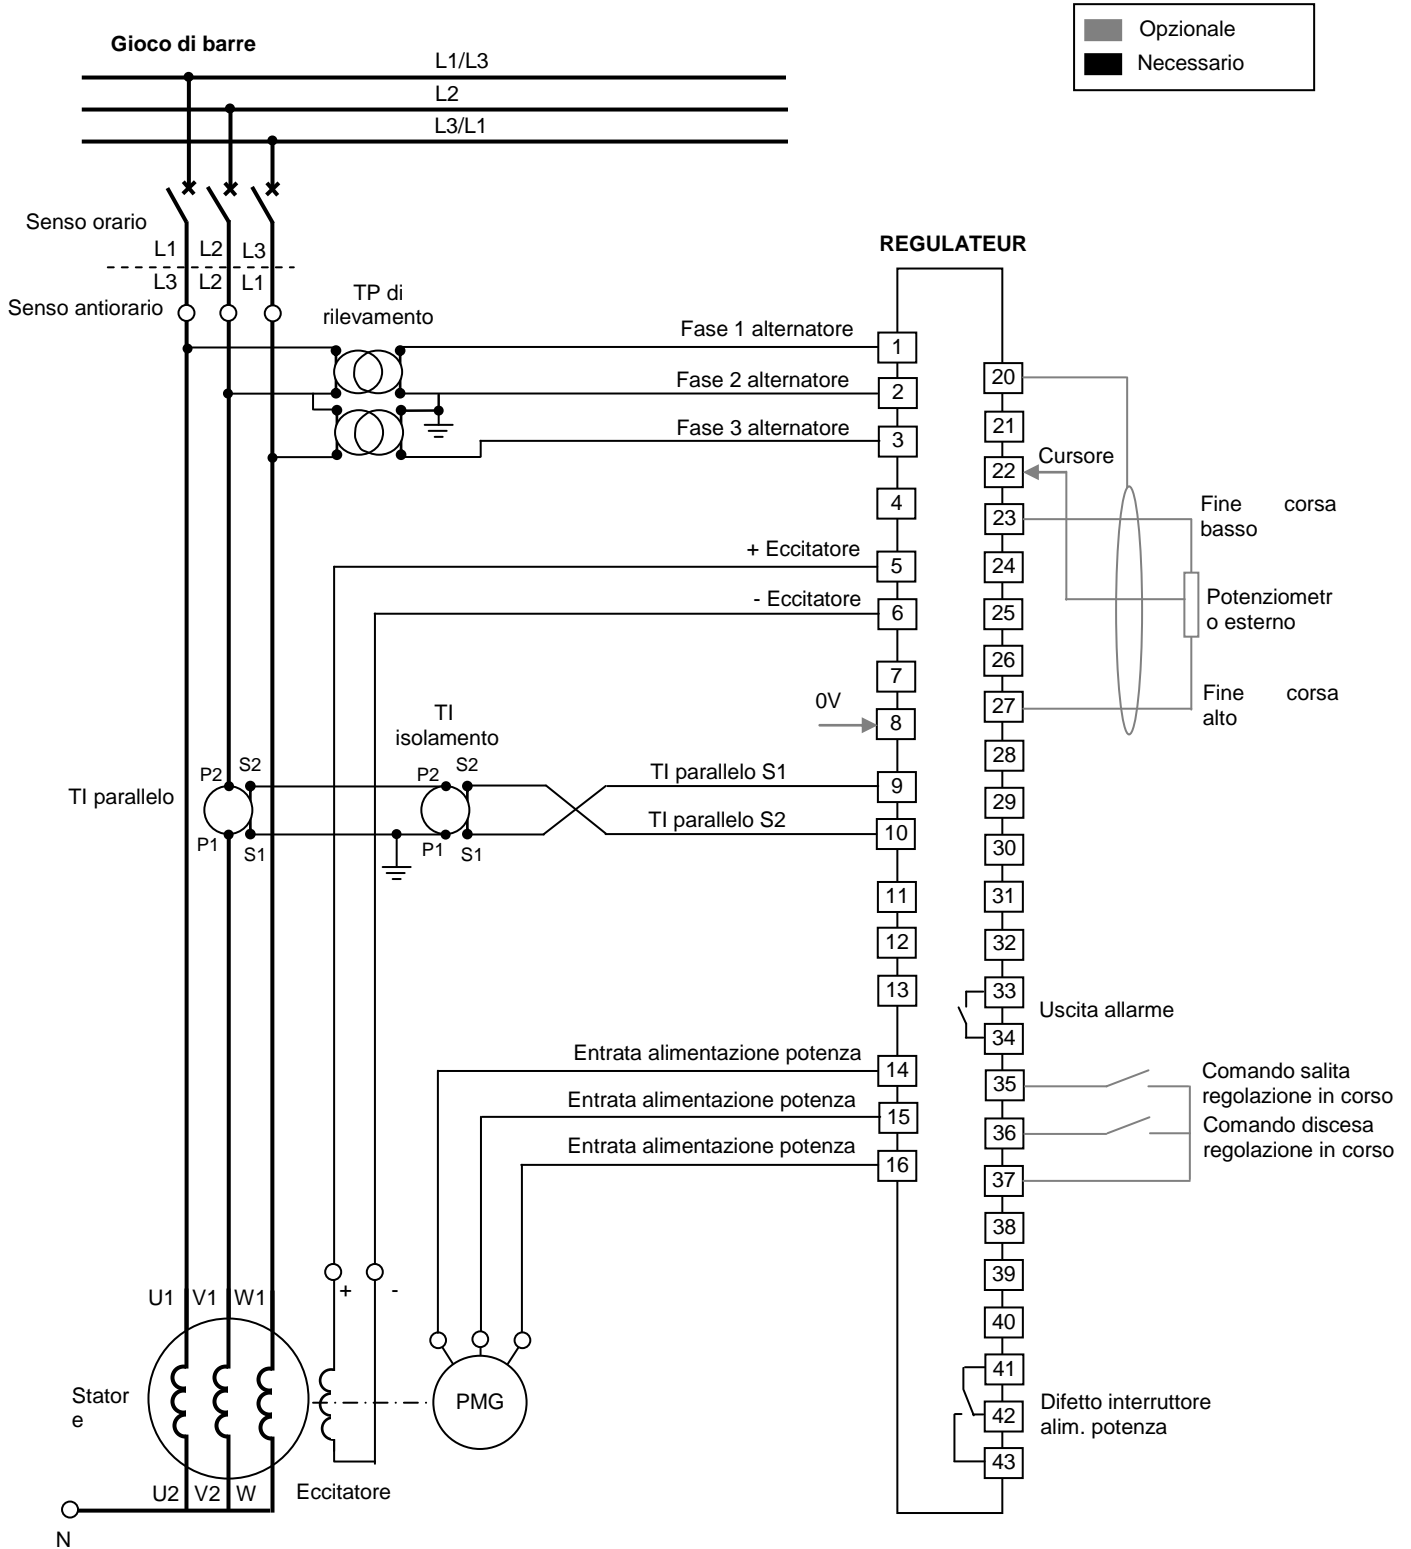 Opzionale
Necessario
Gioco di barre
L1/L3
L2
L3/L1
Senso orario
L1 L2 L3
L3 L2 L1
Senso antiorario
TP di
rilevamento
REGULATEUR
Fase 1 alternatore
1
Fase 2 alternatore
2
Fase 3 alternatore
3
4
+ Eccitatore
5
- Eccitatore
6
7
0V
8
TI
isolamento
TI parallelo
P2 S2
P1 S1
P2 S2
P1 S1
TI parallelo S1
9
TI parallelo S2
10
11
12
13
Entrata alimentazione potenza
14
Entrata alimentazione potenza
15
Entrata alimentazione potenza
16
20
21
22
Cursore
23
Fine corsa
basso
24
25
Potenziometr
o esterno
26
27
Fine corsa
alto
28
29
30
31
32
33
Uscita allarme
34
35
Comando salita
regolazione in corso
36
Comando discesa
regolazione in corso
37
38
39
40
41
42
Difetto interruttore
alim. potenza
43
+ -
U1 V1 W1
Stator
e
PMG
U2 V2 W
Eccitatore
N